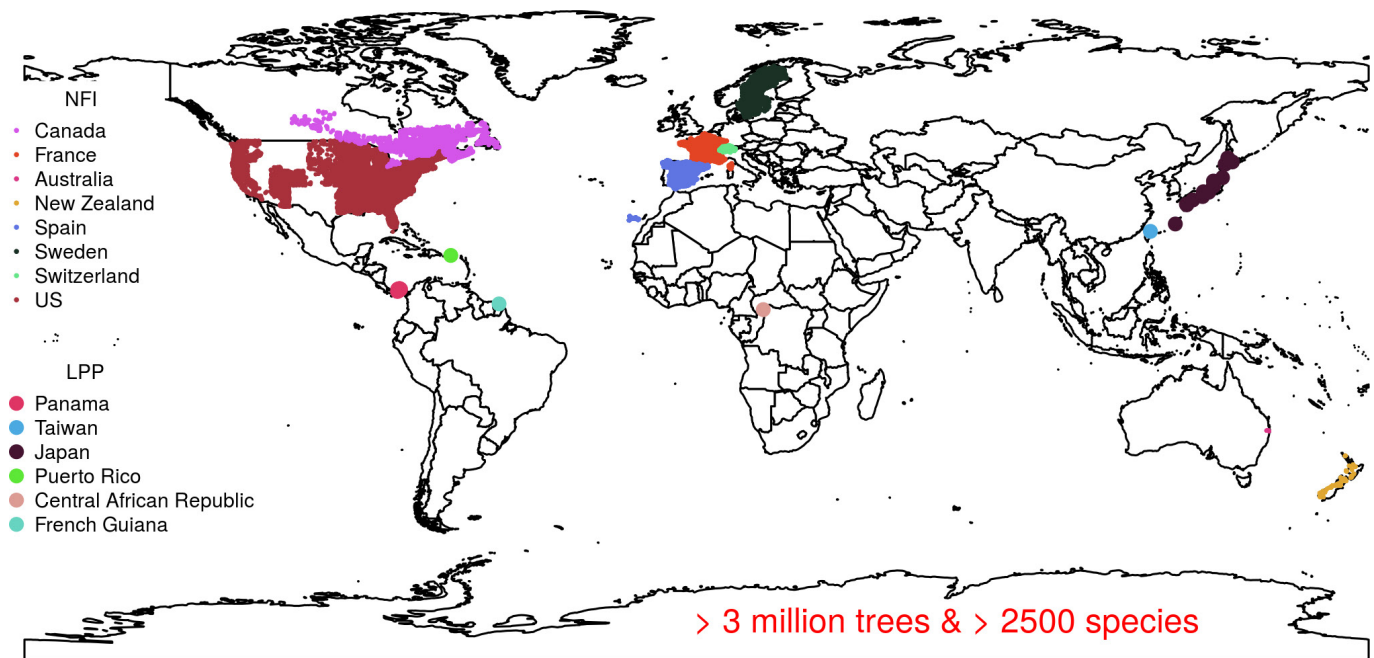 NFI
Canada
France
Australia
New Zealand
Spain
Sweden
Switzerland
US
LPP
Panama
Taiwan
Japan
Puerto Rico
Central African Republic
French Guiana
> 3 million trees & > 2500 species